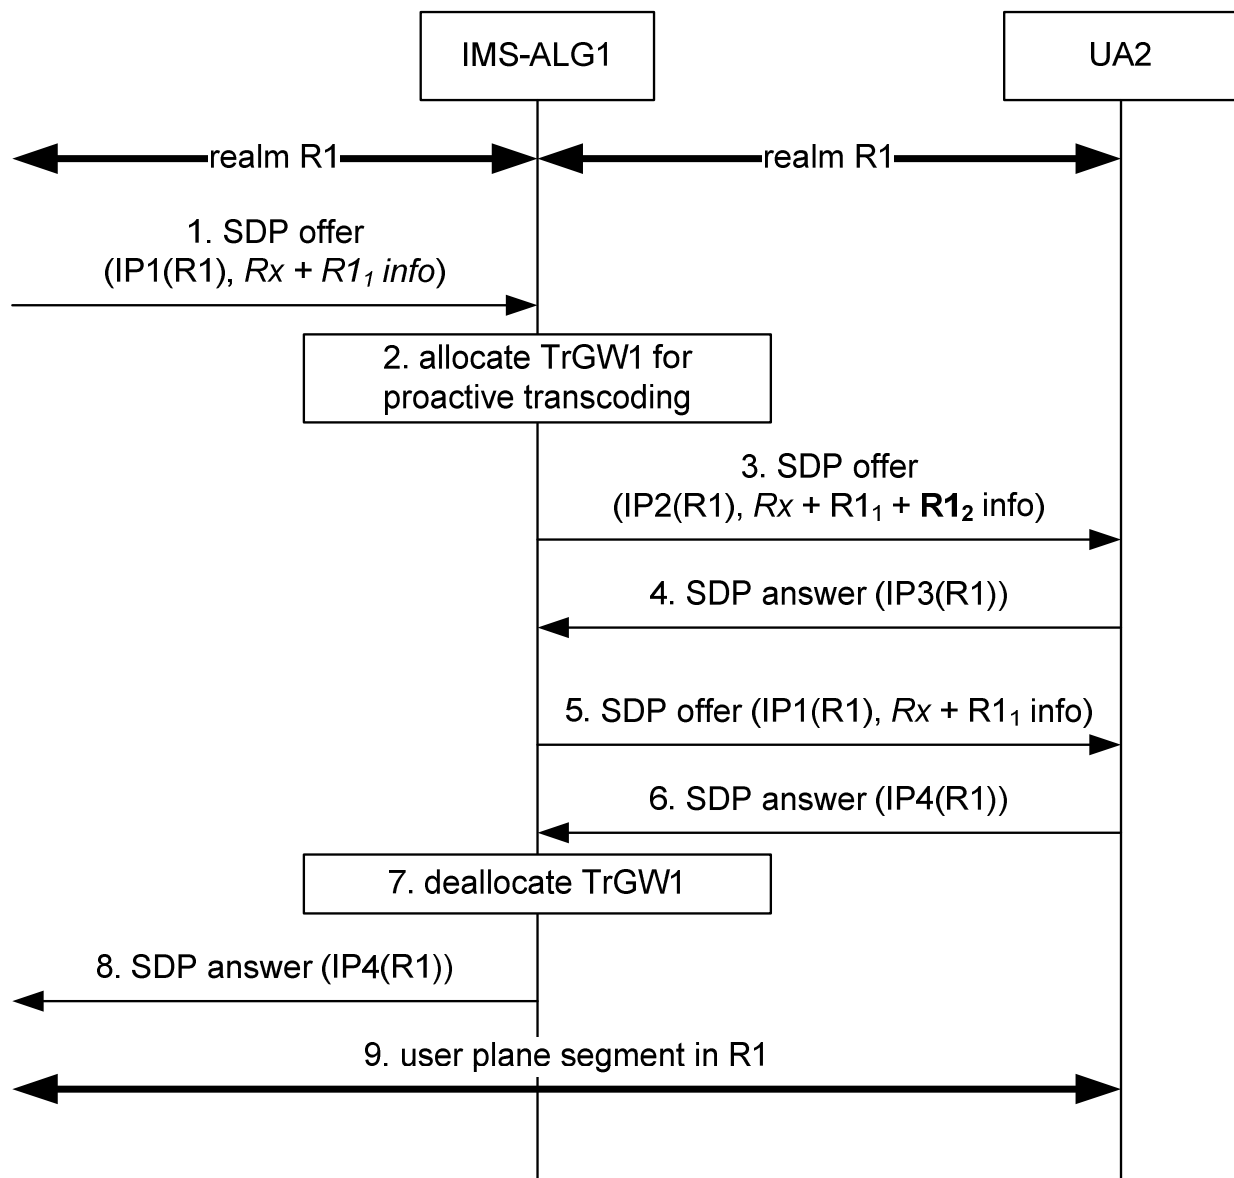 IMS-ALG1
UA2
realm R1
realm R1
1. SDP offer
(IP1(R1), Rx + R1₁ info)
2. allocate TrGW1 for
proactive transcoding
3. SDP offer
(IP2(R1), Rx + R1₁ + R1₂ info)
4. SDP answer (IP3(R1))
5. SDP offer (IP1(R1), Rx + R1₁ info)
6. SDP answer (IP4(R1))
7. deallocate TrGW1
8. SDP answer (IP4(R1))
9. user plane segment in R1